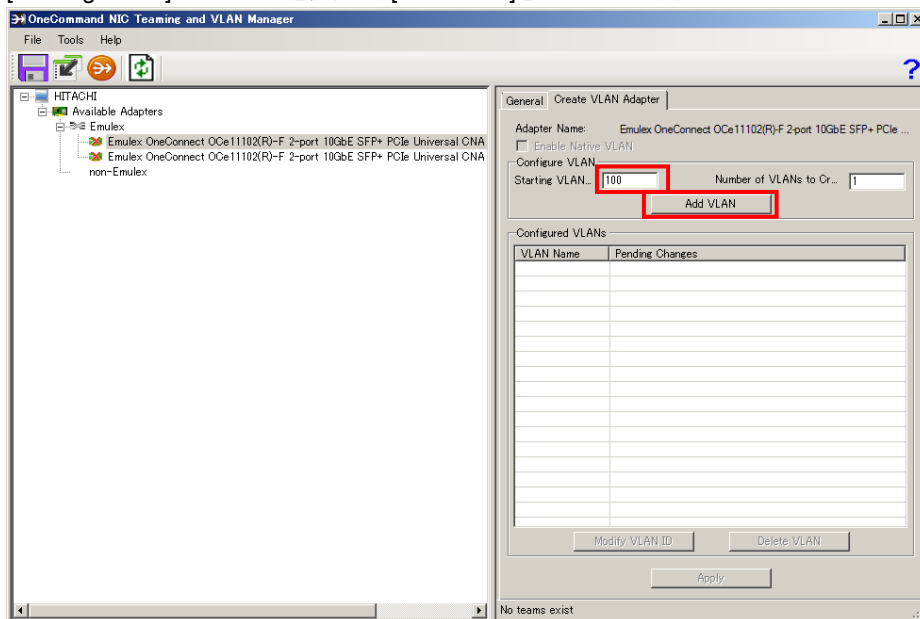 OneCommand NIC Teaming and VLAN Manager
File Tools Help
?
HITACHI
Available Adapters
Emulex
Emulex OneConnect OCe11102(R)-F 2-port 10GbE SFP+ PCIe Universal CNA
Emulex OneConnect OCe11102(R)-F 2-port 10GbE SFP+ PCIe Universal CNA
non-Emulex
General Create VLAN Adapter
Adapter Name: Emulex OneConnect OCe11102(R)-F 2-port 10GbE SFP+ PCIe ...
Enable Native VLAN
Configure VLAN
Starting VLAN... 100 Number of VLANs to Cr... 1
Add VLAN
Configured VLANs
VLAN Name Pending Changes
Modify VLAN ID Delete VLAN
Apply
No teams exist